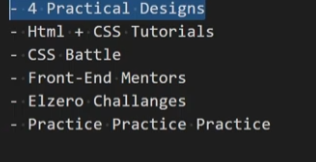 - 4 Practical Designs
- Html + CSS Tutorials
- CSS Battle
- Front-End Mentors
- Elzero Challanges
- Practice Practice Practice